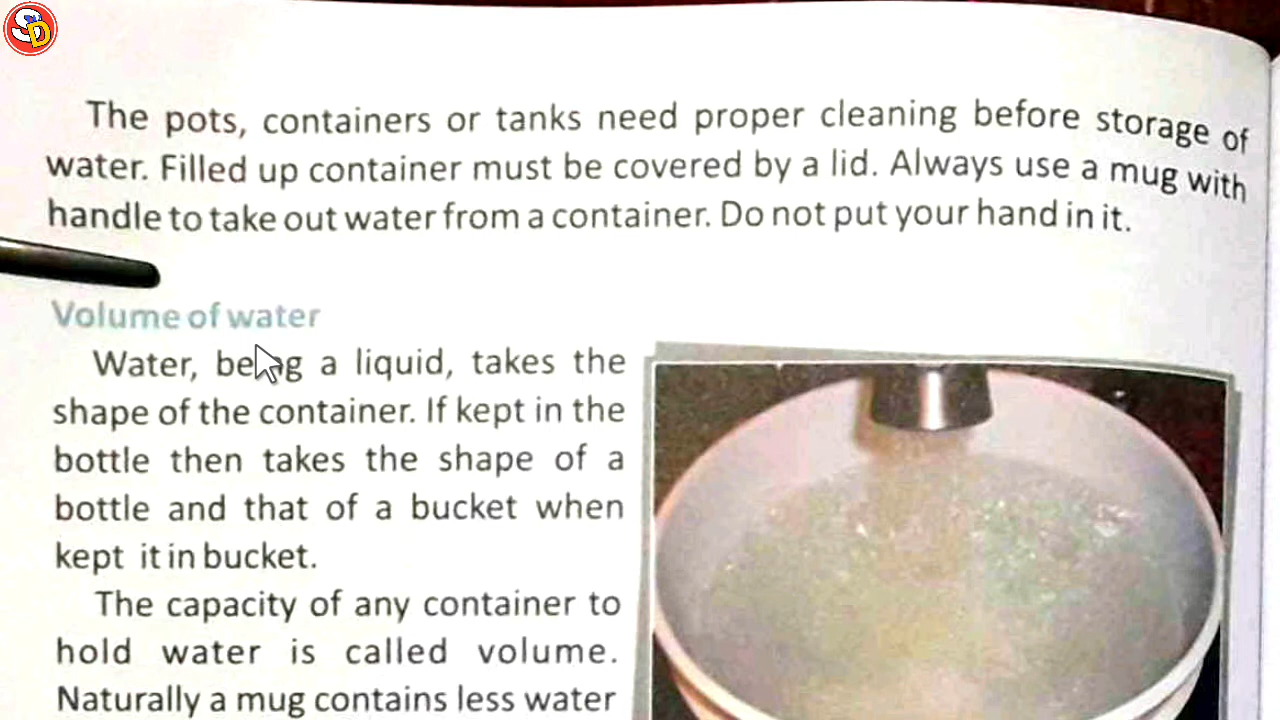 SD
The pots, containers or tanks need proper cleaning before storage of
water. Filled up container must be covered by a lid. Always use a mug with
handle to take out water from a container. Do not put your hand in it.
Volume of water
Water, being a liquid, takes the
shape of the container. If kept in the
bottle then takes the shape of a
bottle and that of a bucket when
kept it in bucket.
The capacity of any container to
hold water is called volume.
Naturally a mug contains less water